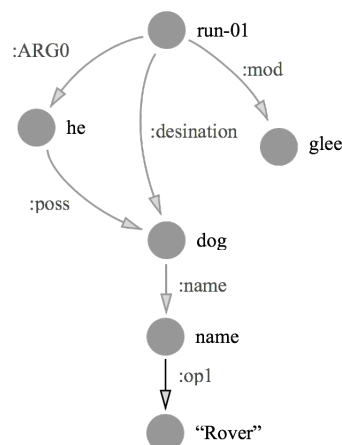 run-01
:ARG0
:mod
he
:desination
glee
:poss
dog
:name
name
:op1
“Rover”